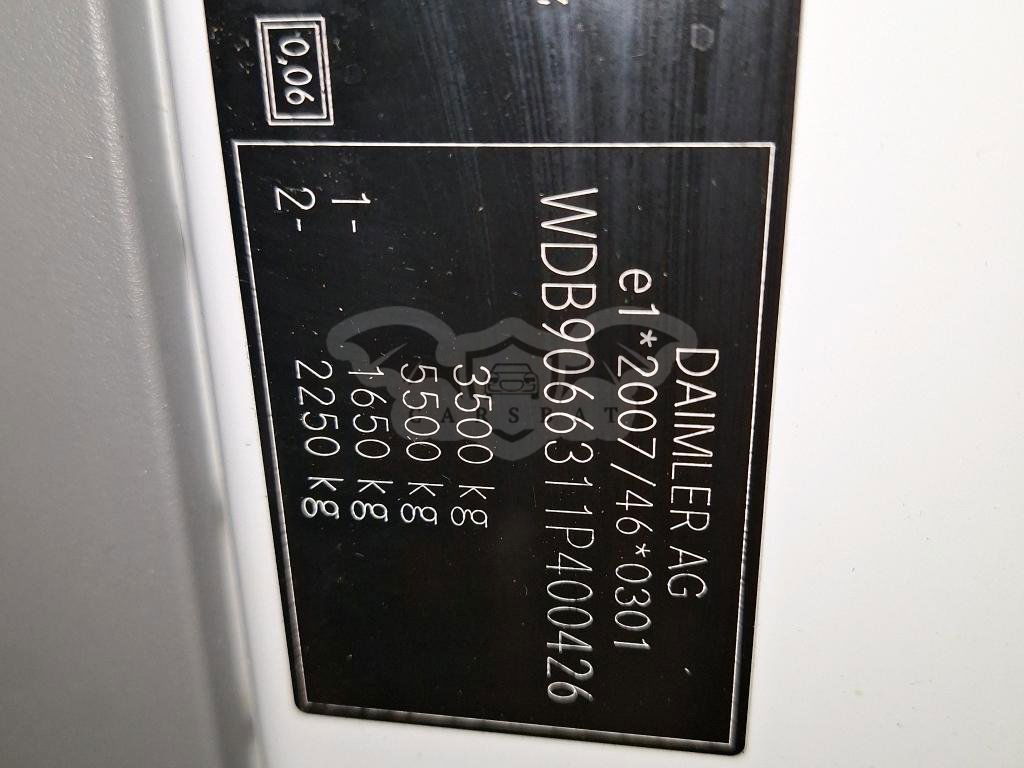 DAIMLER AG
e1*2007/46*0301
WDB9066311P400426
3500 kg
5500 kg
1- 1650 kg
2- 2250 kg
0,06